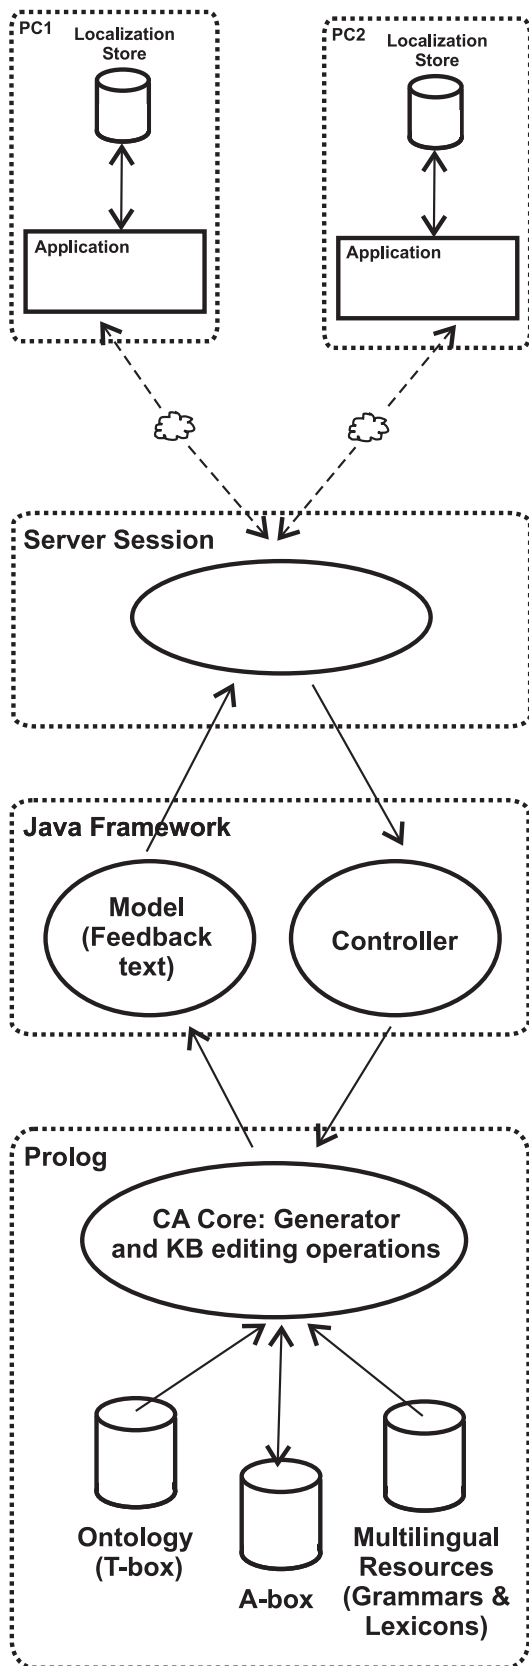 PC1
Localization
Store
Application
PC2
Localization
Store
Application
Server Session
Java Framework
Model
(Feedback
text)
Controller
Prolog
CA Core: Generator
and KB editing operations
Ontology
(T-box)
A-box
Multilingual
Resources
(Grammars &
Lexicons)